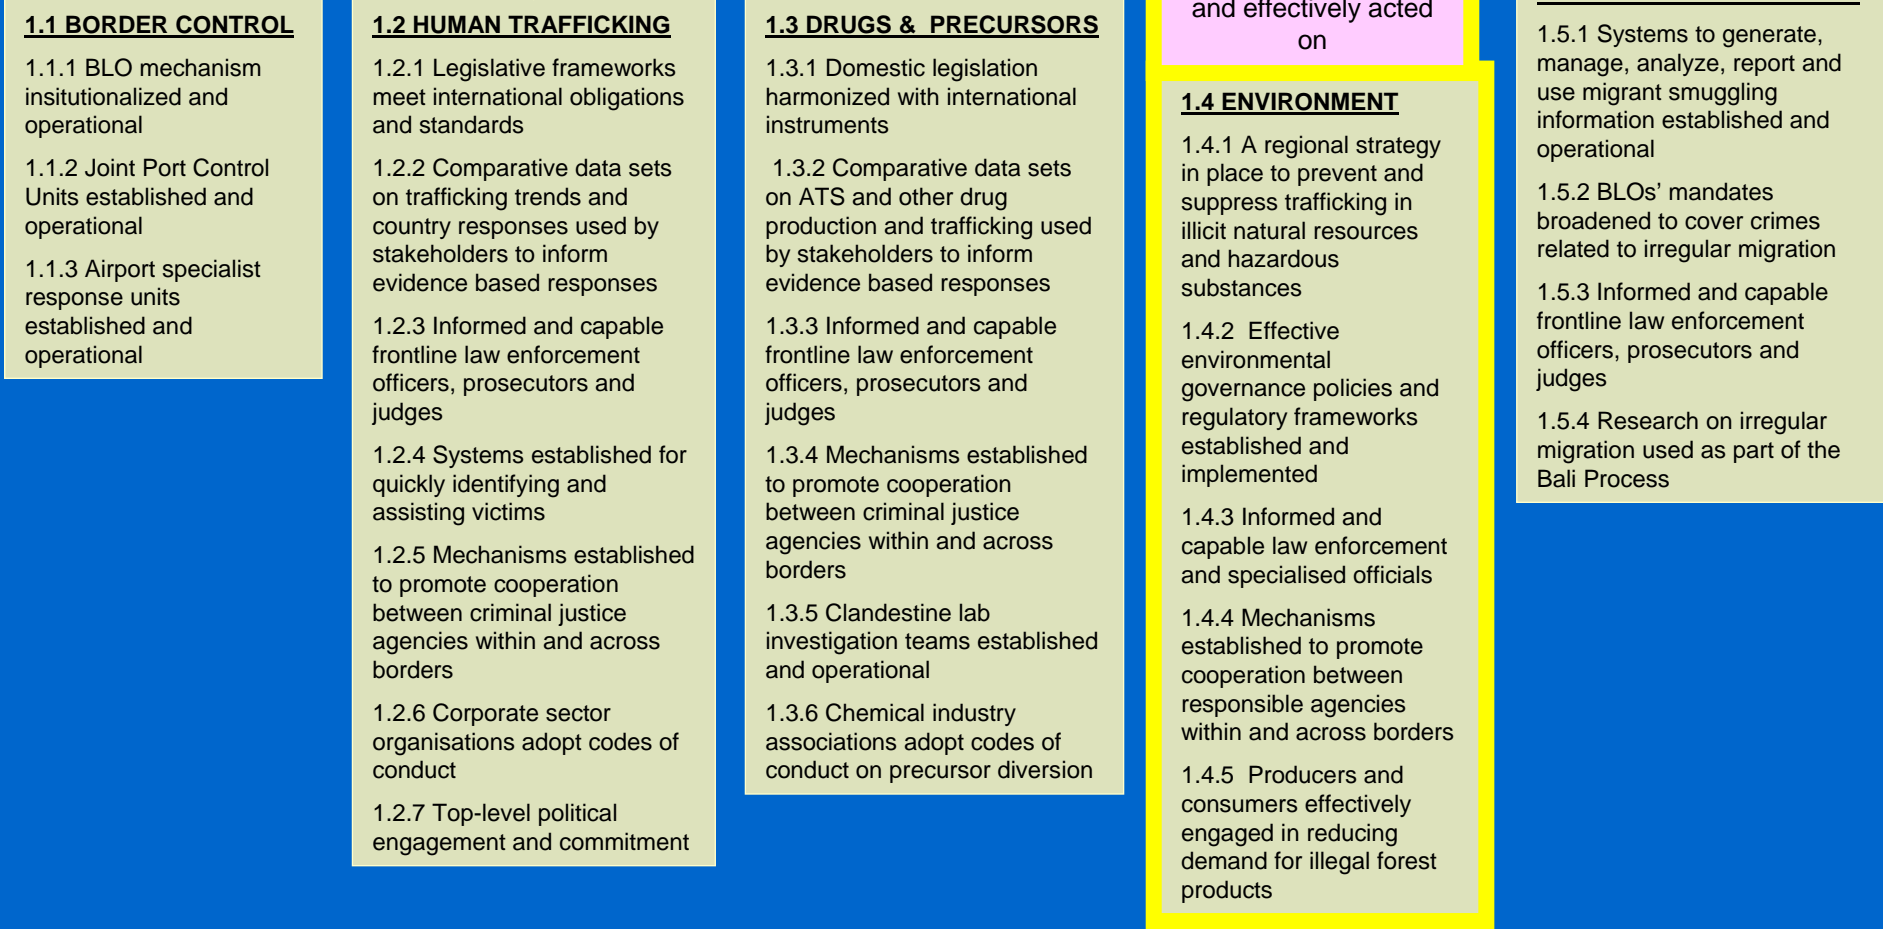 1.1 BORDER CONTROL
1.1.1 BLO mechanism
insitutionalized and
operational
1.1.2 Joint Port Control
Units established and
operational
1.1.3 Airport specialist
response units
established and
operational
1.2 HUMAN TRAFFICKING
1.2.1 Legislative frameworks
meet international obligations
and standards
1.2.2 Comparative data sets
on trafficking trends and
country responses used by
stakeholders to inform
evidence based responses
1.2.3 Informed and capable
frontline law enforcement
officers, prosecutors and
judges
1.2.4 Systems established for
quickly identifying and
assisting victims
1.2.5 Mechanisms established
to promote cooperation
between criminal justice
agencies within and across
borders
1.2.6 Corporate sector
organisations adopt codes of
conduct
1.2.7 Top-level political
engagement and commitment
1.3 DRUGS & PRECURSORS
1.3.1 Domestic legislation
harmonized with international
instruments
1.3.2 Comparative data sets
on ATS and other drug
production and trafficking used
by stakeholders to inform
evidence based responses
1.3.3 Informed and capable
frontline law enforcement
officers, prosecutors and
judges
1.3.4 Mechanisms established
to promote cooperation
between criminal justice
agencies within and across
borders
1.3.5 Clandestine lab
investigation teams established
and operational
1.3.6 Chemical industry
associations adopt codes of
conduct on precursor diversion
and effectively acted
on
1.4 ENVIRONMENT
1.4.1 A regional strategy
in place to prevent and
suppress trafficking in
illicit natural resources
and hazardous
substances
1.4.2 Effective
environmental
governance policies and
regulatory frameworks
established and
implemented
1.4.3 Informed and
capable law enforcement
and specialised officials
1.4.4 Mechanisms
established to promote
cooperation between
responsible agencies
within and across borders
1.4.5 Producers and
consumers effectively
engaged in reducing
demand for illegal forest
products
1.5.1 Systems to generate,
manage, analyze, report and
use migrant smuggling
information established and
operational
1.5.2 BLOs’ mandates
broadened to cover crimes
related to irregular migration
1.5.3 Informed and capable
frontline law enforcement
officers, prosecutors and
judges
1.5.4 Research on irregular
migration used as part of the
Bali Process